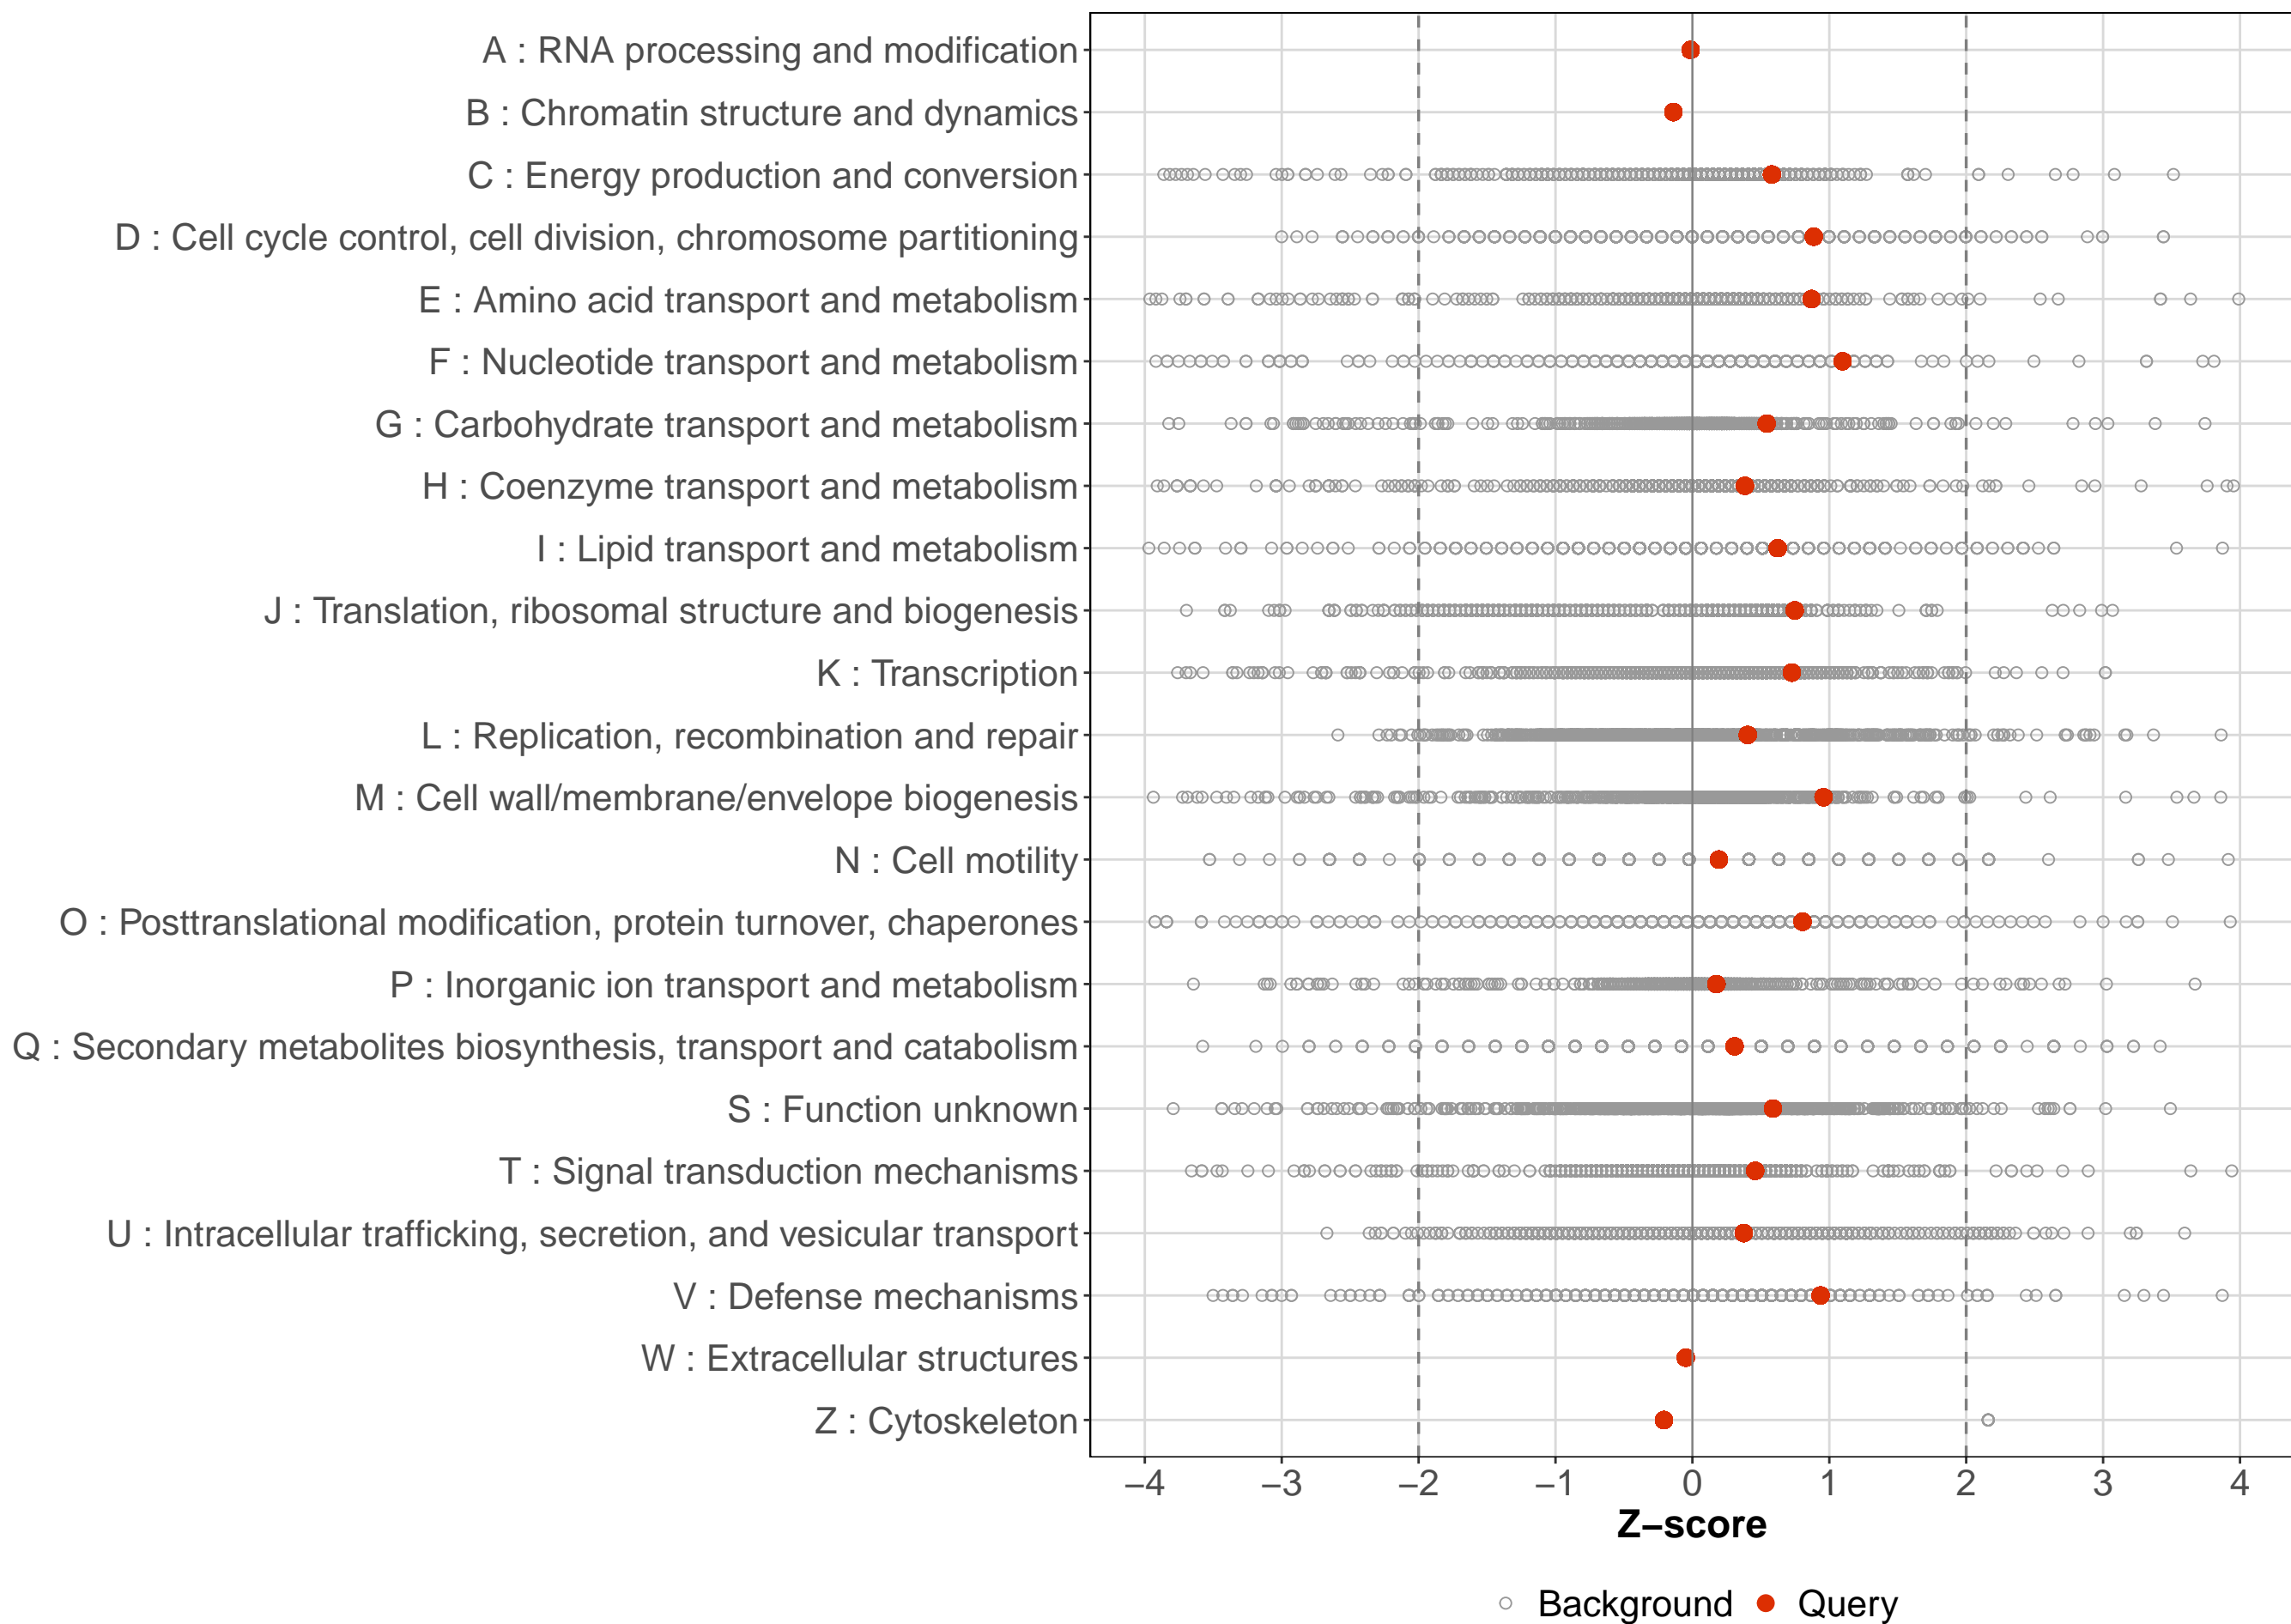 A : RNA processing and modification
B : Chromatin structure and dynamics
C : Energy production and conversion
D : Cell cycle control, cell division, chromosome partitioning
E : Amino acid transport and metabolism
F : Nucleotide transport and metabolism
G : Carbohydrate transport and metabolism
H : Coenzyme transport and metabolism
I : Lipid transport and metabolism
J : Translation, ribosomal structure and biogenesis
K : Transcription
L : Replication, recombination and repair
M : Cell wall/membrane/envelope biogenesis
N : Cell motility
O : Posttranslational modification, protein turnover, chaperones
P : Inorganic ion transport and metabolism
Q : Secondary metabolites biosynthesis, transport and catabolism
S : Function unknown
T : Signal transduction mechanisms
U : Intracellular trafficking, secretion, and vesicular transport
V : Defense mechanisms
W : Extracellular structures
Z : Cytoskeleton
−4 −3 −2 −1 0 1 2 3 4
Z−score
Background Query